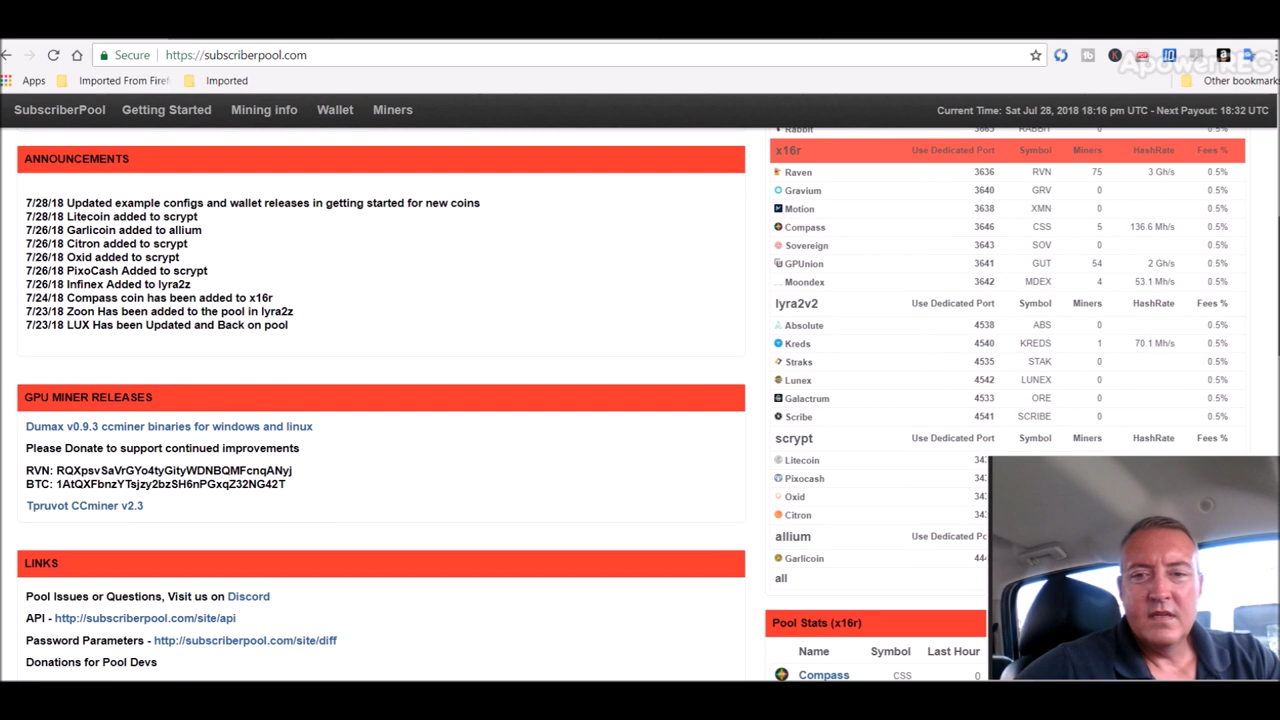 Secure
https://subscriberpool.com
ApowerREC
Apps
Imported From Firef
Imported
Other bookmarks
SubscriberPool
Getting Started
Mining info
Wallet
Miners
Current Time: Sat Jul 28, 2018 18:16 pm UTC - Next Payout: 18:32 UTC
ANNOUNCEMENTS
7/28/18 Updated example configs and wallet releases in getting started for new coins
7/28/18 Litecoin added to scrypt
7/26/18 Garlicoin added to allium
7/26/18 Citron added to scrypt
7/26/18 Oxid added to scrypt
7/26/18 PixoCash Added to scrypt
7/26/18 Infinex Added to lyra2z
7/24/18 Compass coin has been added to x16r
7/23/18 Zoon Has been added to the pool in lyra2z
7/23/18 LUX Has been Updated and Back on pool
GPU MINER RELEASES
Dumax v0.9.3 ccminer binaries for windows and linux
Please Donate to support continued improvements
RVN: RQXpsvSaVrGYo4tyGityWDNBQMFcnqANyj
BTC: 1AtQXFbnzYTsjzy2bzSH6nPGxqZ32NG42T
Tpruvot CCminer v2.3
LINKS
Pool Issues or Questions, Visit us on Discord
API - http://subscriberpool.com/site/api
Password Parameters - http://subscriberpool.com/site/diff
Donations for Pool Devs
Rabbit 3663 RABBIT 0 0.5%
x16r Use Dedicated Port Symbol Miners HashRate Fees %
Raven 3636 RVN 75 3 Gh/s 0.5%
Gravium 3640 GRV 0 0.5%
Motion 3638 XMN 0 0.5%
Compass 3646 CSS 5 136.6 Mh/s 0.5%
Sovereign 3643 SOV 0 0.5%
GPUnion 3641 GUT 54 2 Gh/s 0.5%
Moondex 3642 MDEX 4 53.1 Mh/s 0.5%
lyra2v2 Use Dedicated Port Symbol Miners HashRate Fees %
Absolute 4538 ABS 0 0.5%
Kreds 4540 KREDS 1 70.1 Mh/s 0.5%
Straks 4535 STAK 0 0.5%
Lunex 4542 LUNEX 0 0.5%
Galactrum 4533 ORE 0 0.5%
Scribe 4541 SCRIBE 0 0.5%
scrypt Use Dedicated Port Symbol Miners HashRate Fees %
Litecoin 343
Pixocash 343
Oxid 343
Citron 343
allium Use Dedicated Po
Garlicoin 444
all
Pool Stats (x16r)
Name Symbol Last Hour
Compass CSS 0